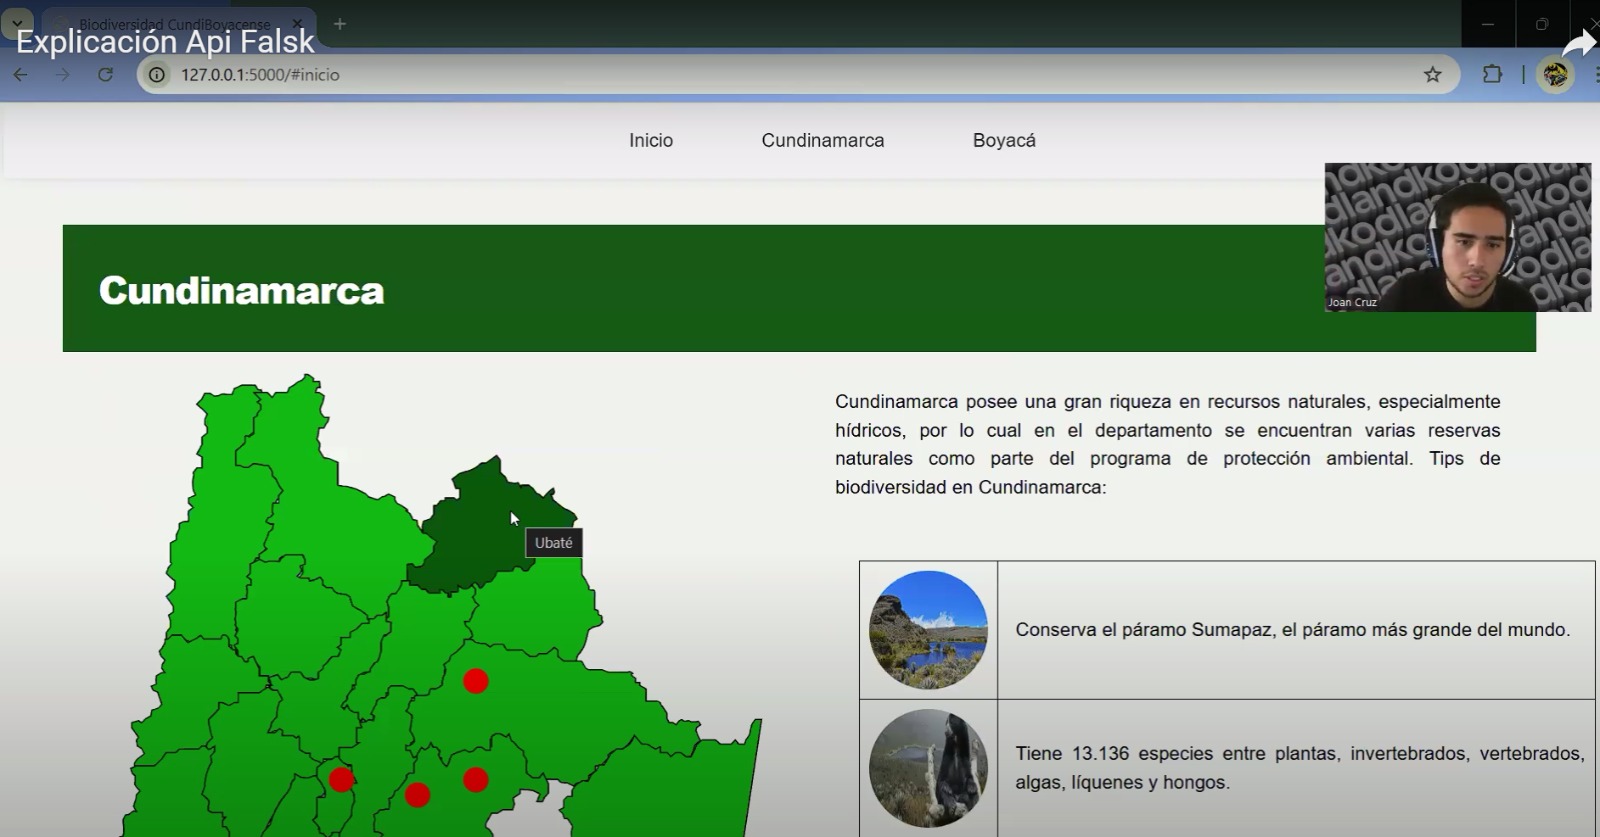 Biodiversidad CundiBoyacense
Explicación Api Falsk
127.0.0.1:5000/#inicio
Inicio
Cundinamarca
Boyacá
Cundinamarca
Joan Cruz
Cundinamarca posee una gran riqueza en recursos naturales, especialmente
hídricos, por lo cual en el departamento se encuentran varias reservas
naturales como parte del programa de protección ambiental. Tips de
biodiversidad en Cundinamarca:
Ubaté
Conserva el páramo Sumapaz, el páramo más grande del mundo.
Tiene 13.136 especies entre plantas, invertebrados, vertebrados,
algas, líquenes y hongos.